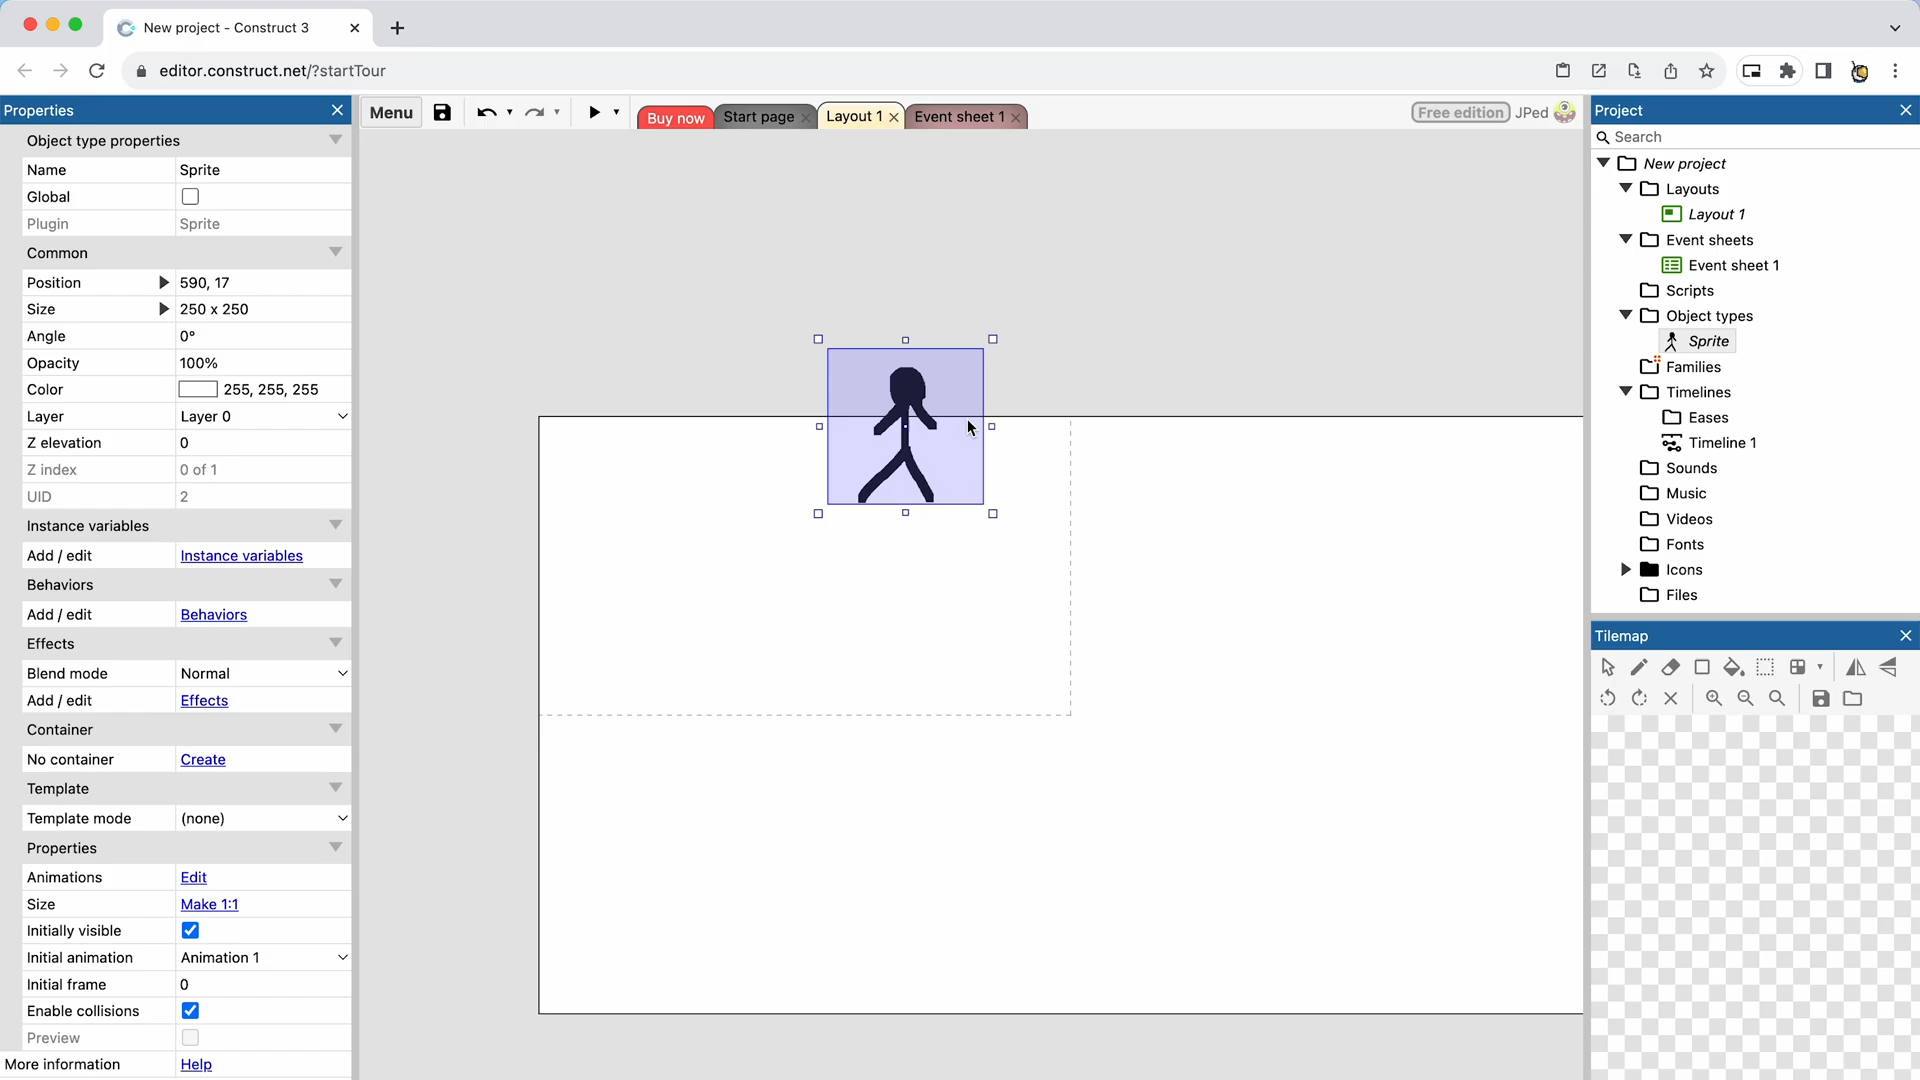 New project - Construct 3
editor.construct.net/?startTour
Properties
Menu
Buy now
Start page
Layout 1
Event sheet 1
Free edition
JPed
Project
Object type properties
Name Sprite
Global
Plugin Sprite
Common
Position 590, 17
Size 250 x 250
Angle 0°
Opacity 100%
Color 255, 255, 255
Layer Layer 0
Z elevation 0
Z index 0 of 1
UID 2
Instance variables
Add / edit Instance variables
Behaviors
Add / edit Behaviors
Effects
Blend mode Normal
Add / edit Effects
Container
No container Create
Template
Template mode (none)
Properties
Animations Edit
Size Make 1:1
Initially visible
Initial animation Animation 1
Initial frame 0
Enable collisions
Preview
More information Help
Search
New project
Layouts
Layout 1
Event sheets
Event sheet 1
Scripts
Object types
Sprite
Families
Timelines
Eases
Timeline 1
Sounds
Music
Videos
Fonts
Icons
Files
Tilemap